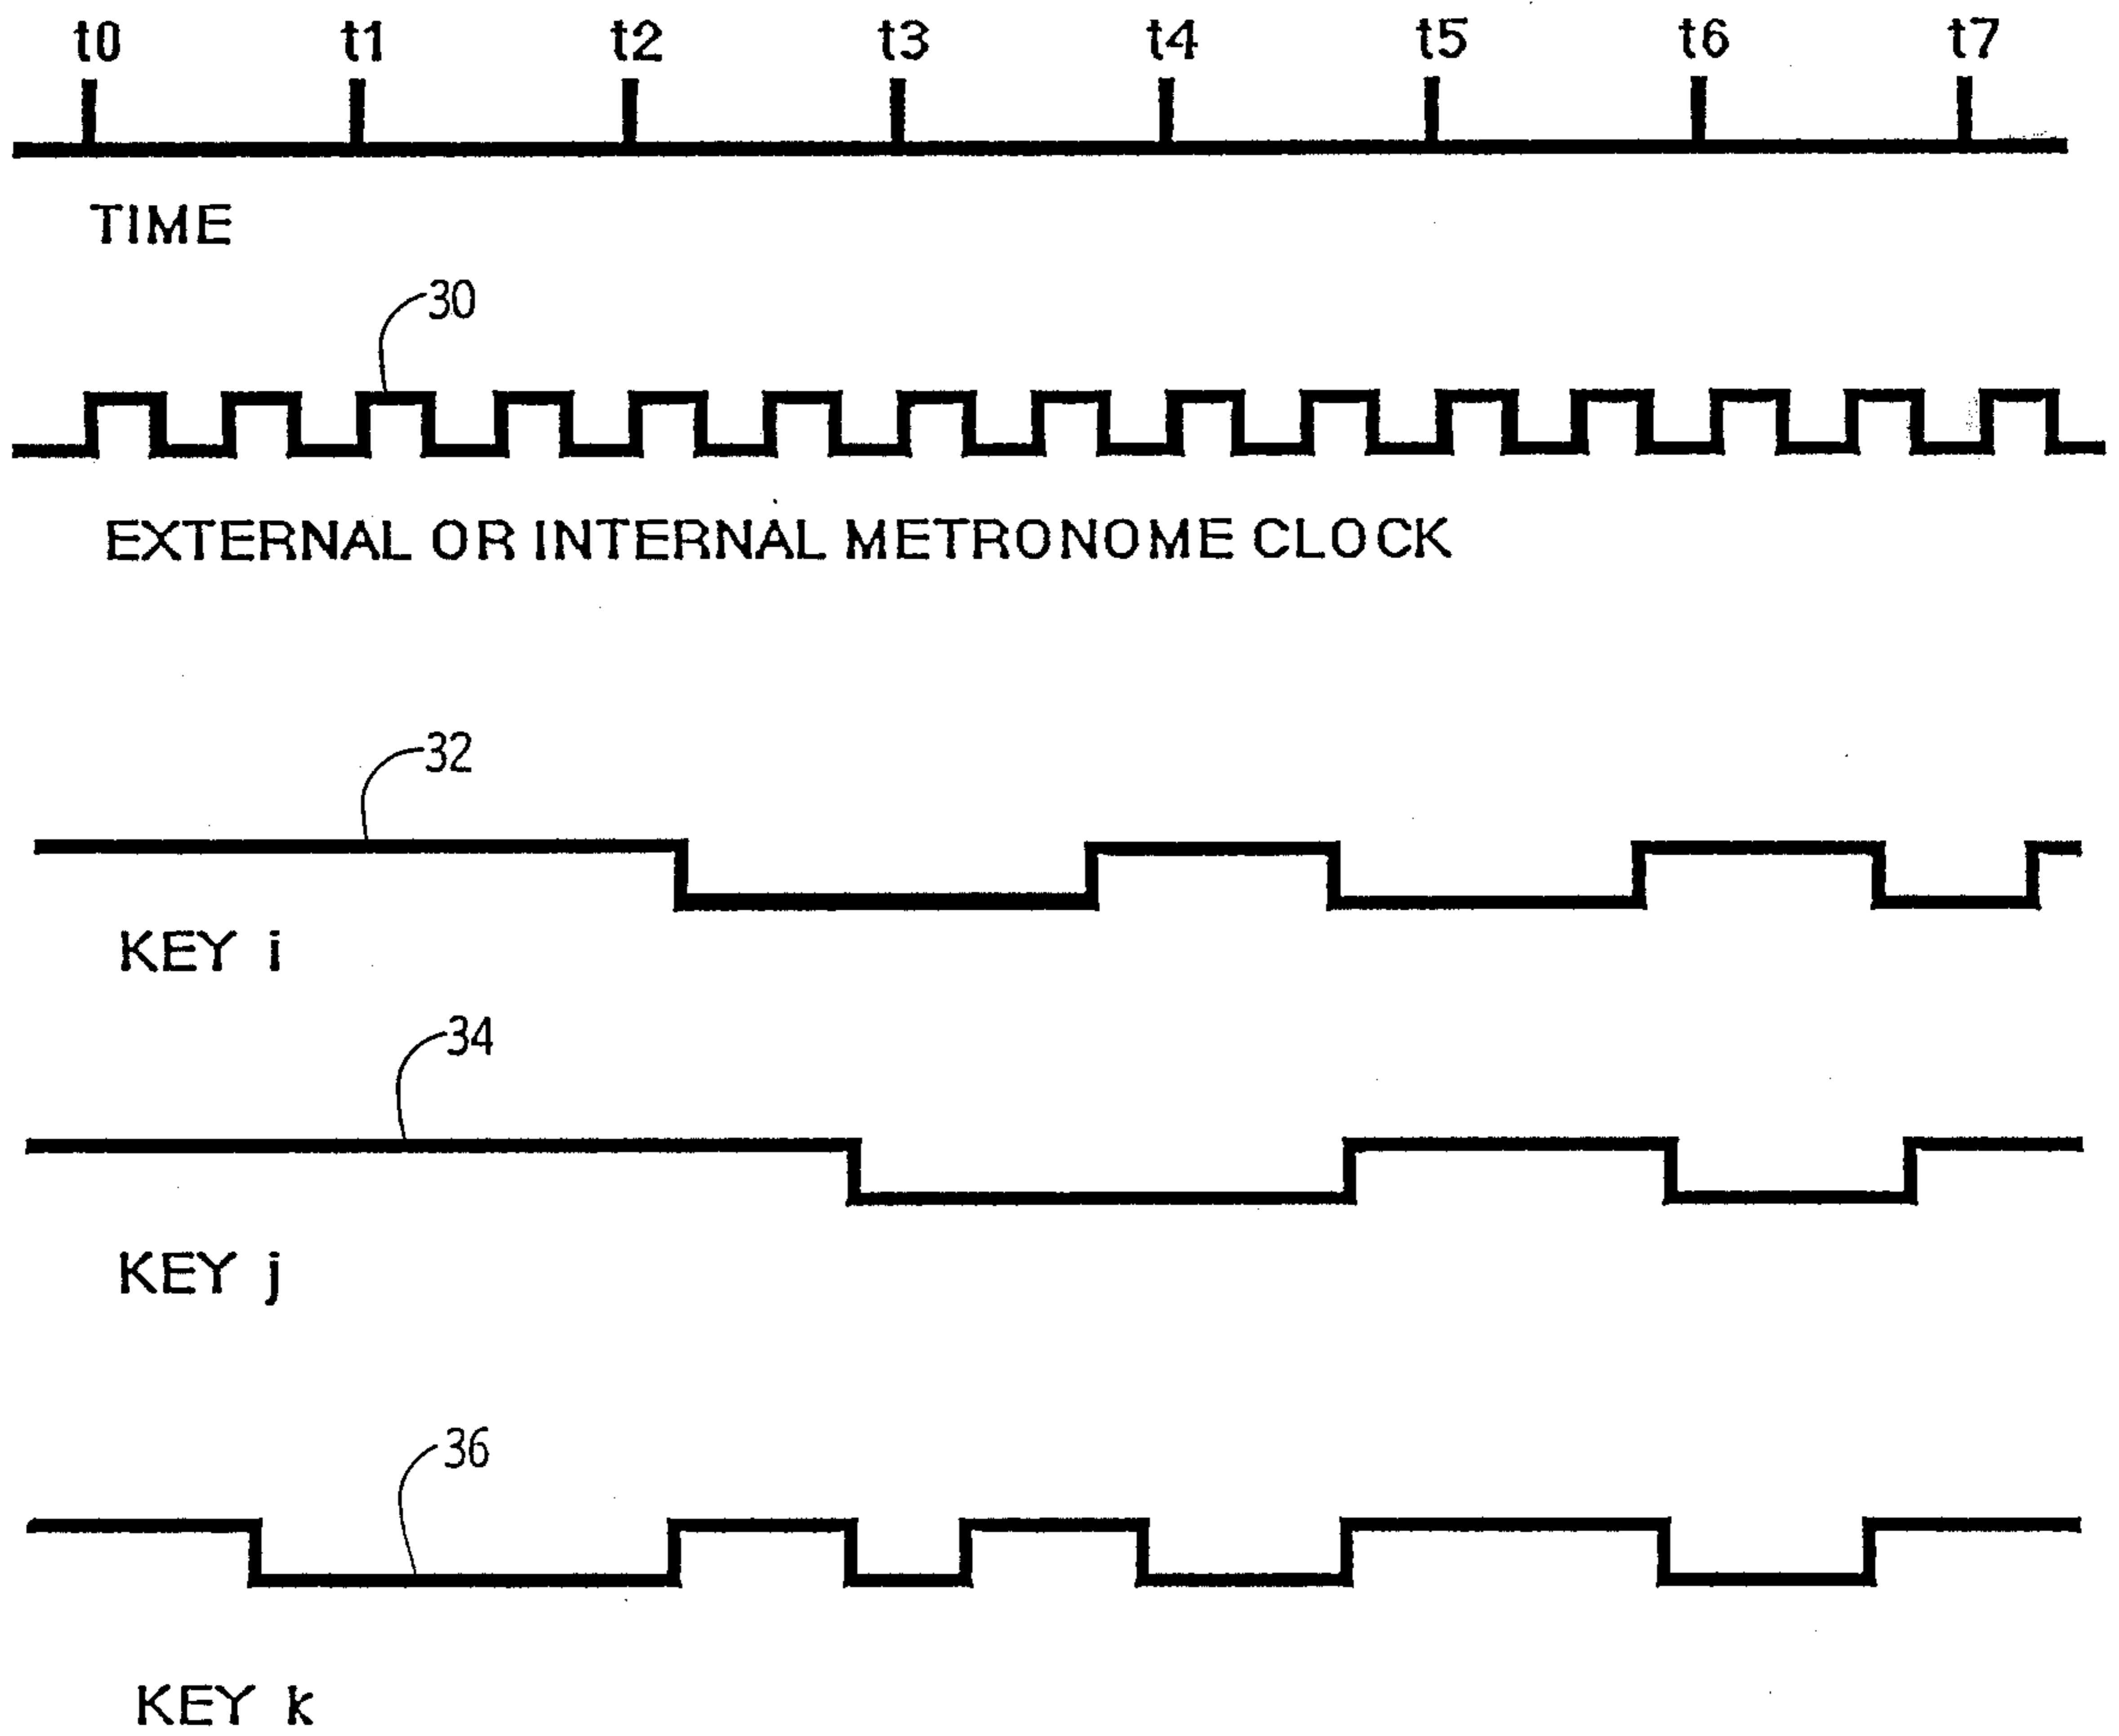 t0 t1 t2 t3 t4 t5 t6 t7
TIME
30
EXTERNAL OR INTERNAL METRONOME CLOCK
32
KEY i
34
KEY j
36
KEY k